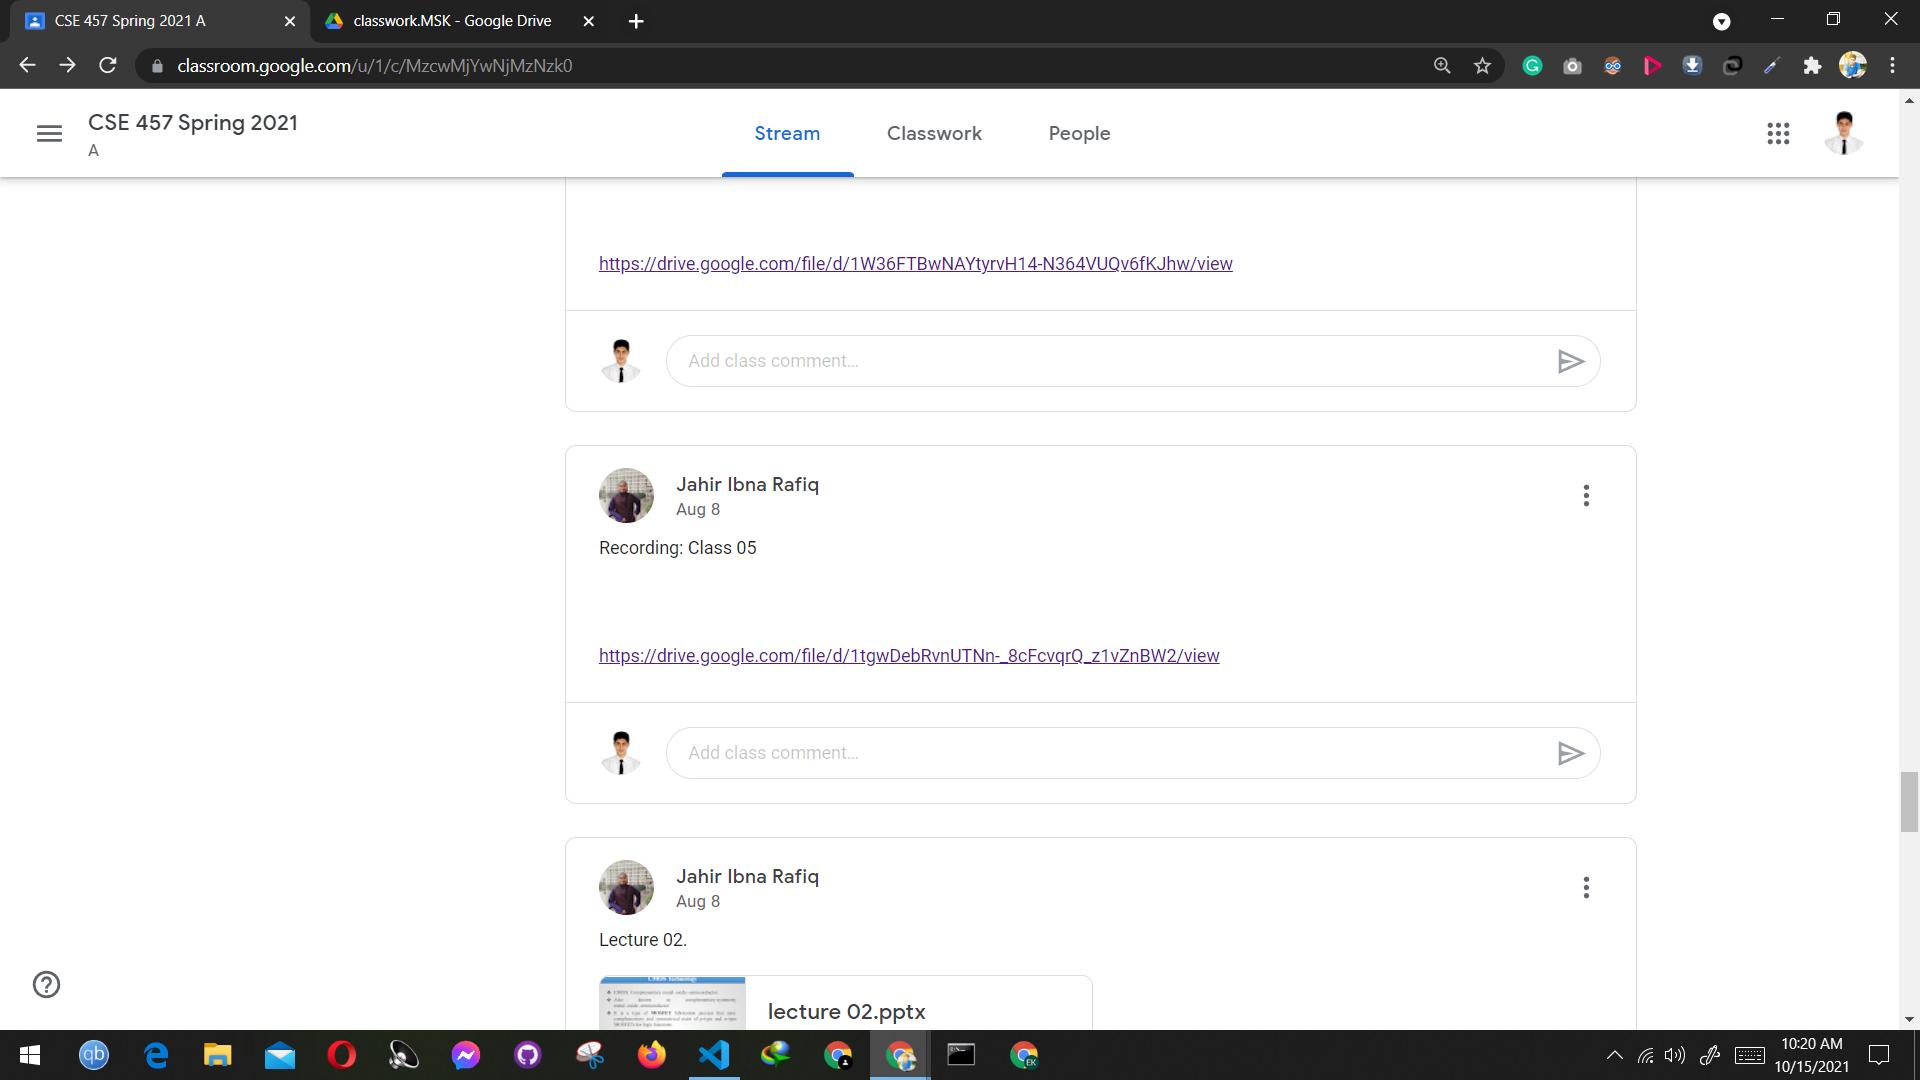 CSE 457 Spring 2021 A
classwork.MSK - Google Drive
classroom.google.com/u/1/c/MzcwMjYwNjMzNzk0
CSE 457 Spring 2021
A
Stream
Classwork
People
https://drive.google.com/file/d/1W36FTBwNAYtyrvH14-N364VUQv6fKJhw/view
Add class comment...
Jahir Ibna Rafiq
Aug 8
Recording: Class 05
https://drive.google.com/file/d/1tgwDebRvnUTNn-_8cFcvqrQ_z1vZnBW2/view
Add class comment...
Jahir Ibna Rafiq
Aug 8
Lecture 02.
lecture 02.pptx
qb
EK
10:20 AM
10/15/2021